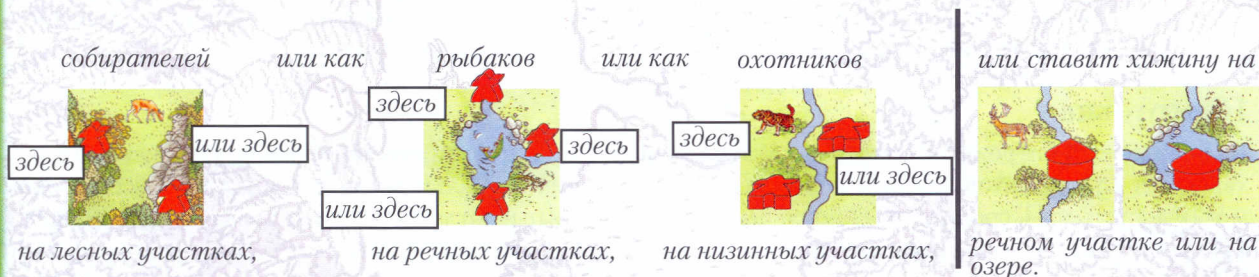 собирателей или как рыбаков или как охотников или ставит хижину на
здесь
или здесь
здесь
здесь
или здесь
здесь
или здесь
здесь
на лесных участках, на речных участках, на низинных участках, речном участке или на
озере.